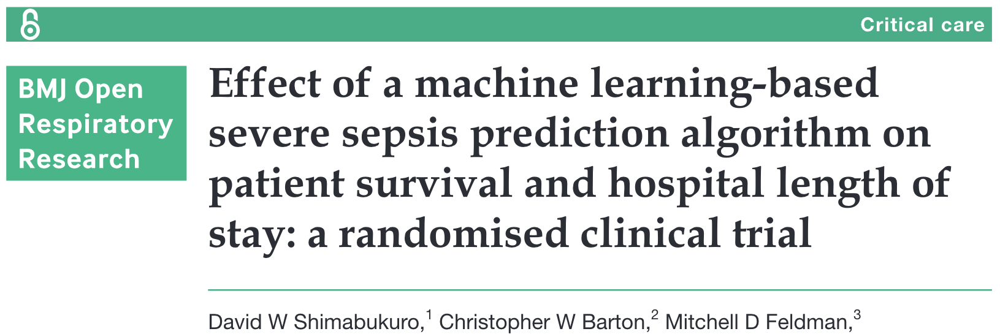 Critical care
BMJ Open
Respiratory
Research
Effect of a machine learning-based
severe sepsis prediction algorithm on
patient survival and hospital length of
stay: a randomised clinical trial
David W Shimabukuro,1 Christopher W Barton,2 Mitchell D Feldman,3